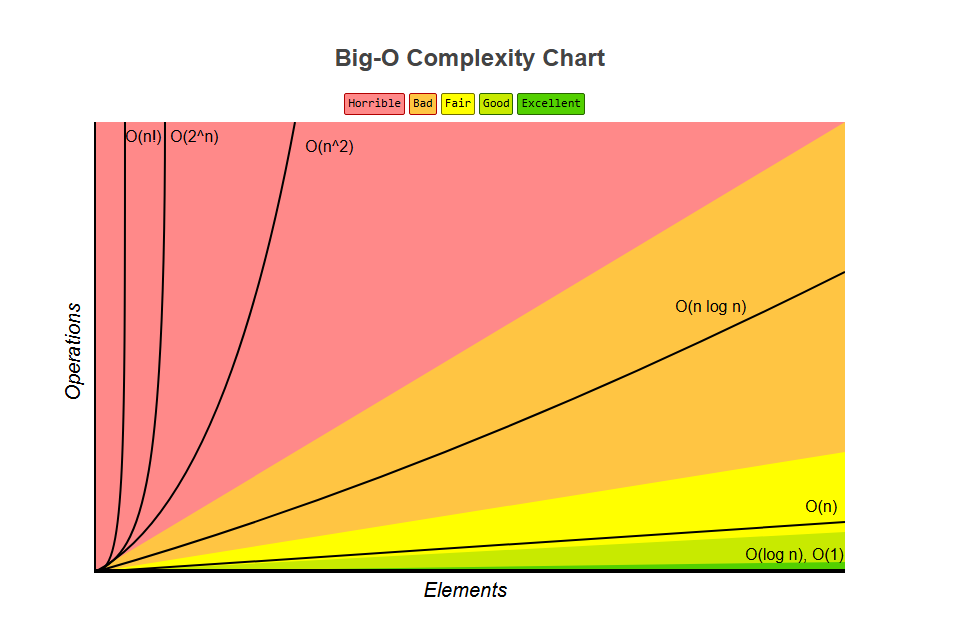 Big-O Complexity Chart
Horrible Bad Fair Good Excellent
O(n!) O(2^n)
O(n^2)
O(n log n)
O(n)
O(log n), O(1)
Operations
Elements